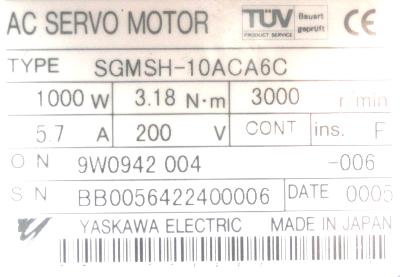 AC SERVO MOTOR TÜV Bauart geprüft CE
PRODUCT SERVICE
TYPE SGMSH-10ACA6C
1000 W 3.18 N·m 3000 r/min
5.7 A 200 V CONT ins. F
O N 9W0942 004 -006
S N BB0056422400006 DATE 0005
YASKAWA ELECTRIC MADE IN JAPAN